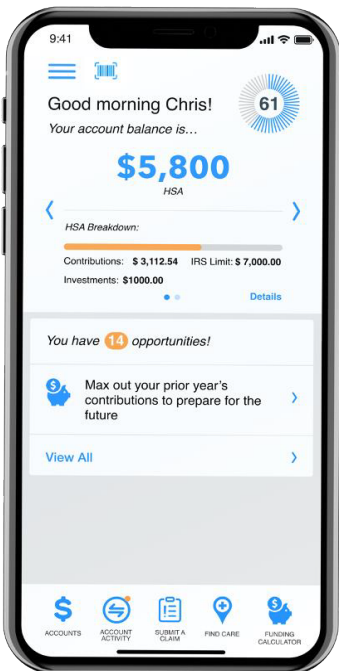 9:41
Good morning Chris!
61
Your account balance is...
$5,800
HSA
HSA Breakdown:
Contributions: $ 3,112.54 IRS Limit: $ 7,000.00
Investments: $1000.00
Details
You have 14 opportunities!
Max out your prior year's
contributions to prepare for the
future
View All
ACCOUNTS
ACCOUNT
ACTIVITY
SUBMIT A
CLAIM
FIND CARE
FUNDING
CALCULATOR